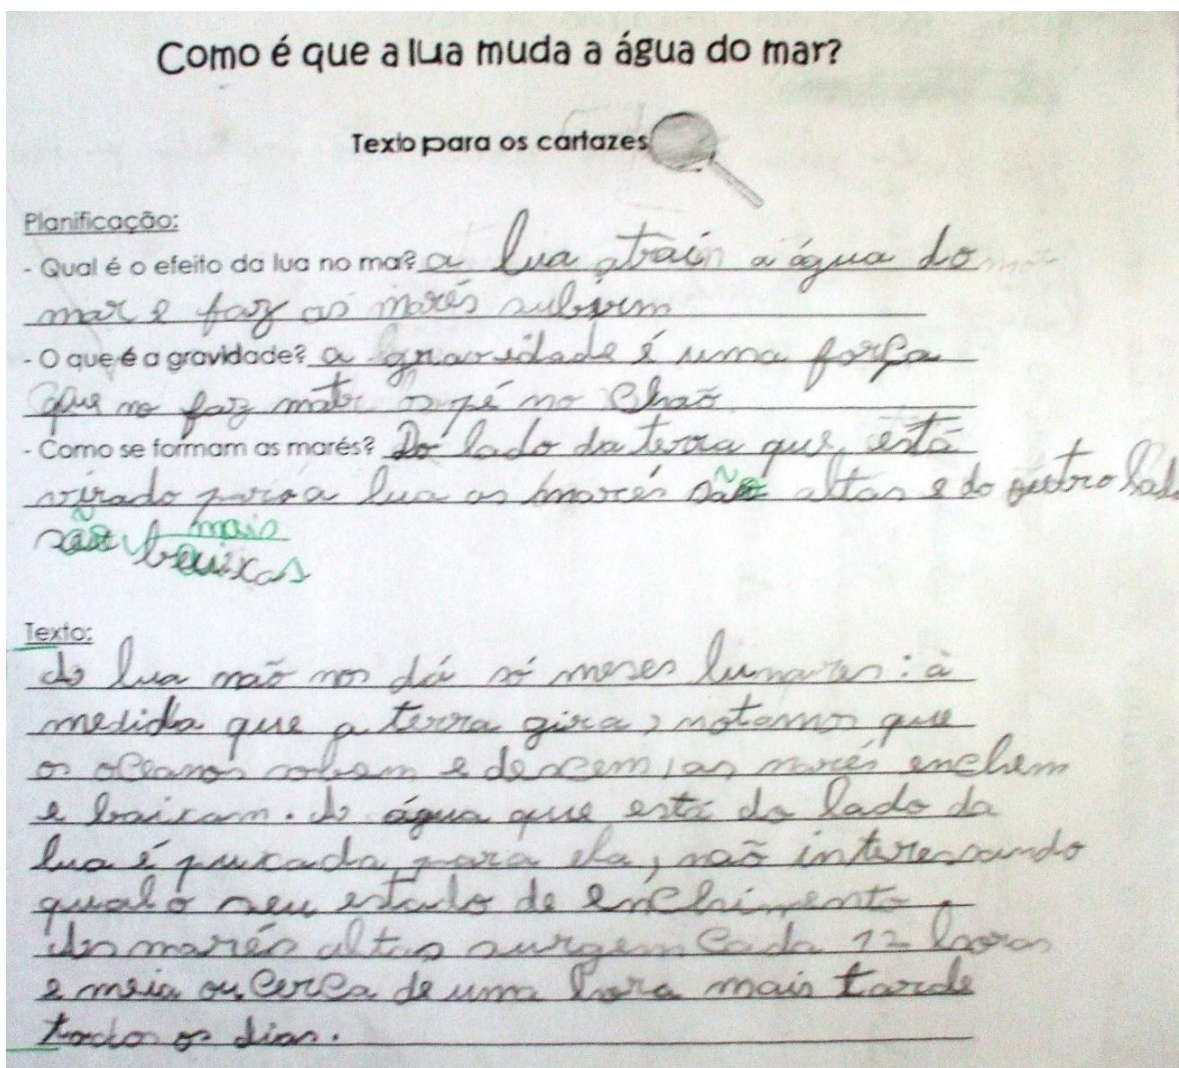 Como é que a lua muda a água do mar?
Texto para os cartazes
Planificação:
- Qual é o efeito da lua no mar? a lua atrai a água do
mar e faz as marés subirem
- O que é a gravidade? a gravidade é uma força
que no faz mater os pé no chão
- Como se formam as marés? Do lado da terra que está
virado para a lua as marés são altas e do outro lad
são mais baixas
Texto:
A lua não nos dá só meses lunares: à
medida que a terra gira, notamos que
os oceanos sobem e descem, as marés enchem
e baixam. A água que está do lado da
lua é puxada para ela, não interessando
qual o seu estado de enchimento.
As marés altas surgem cada 12 horas
e meia ou cerca de uma hora mais tarde
todos os dias.